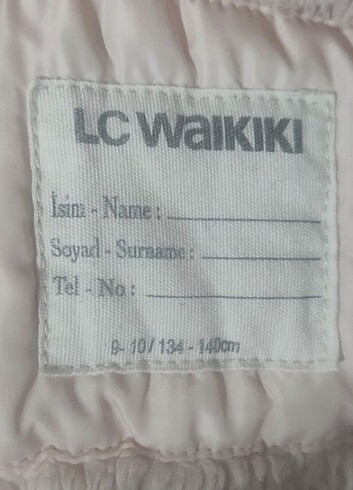 LC WAIKIKI
İsim - Name :
Soyad - Surname :
Tel - No :
9-10/134-140cm